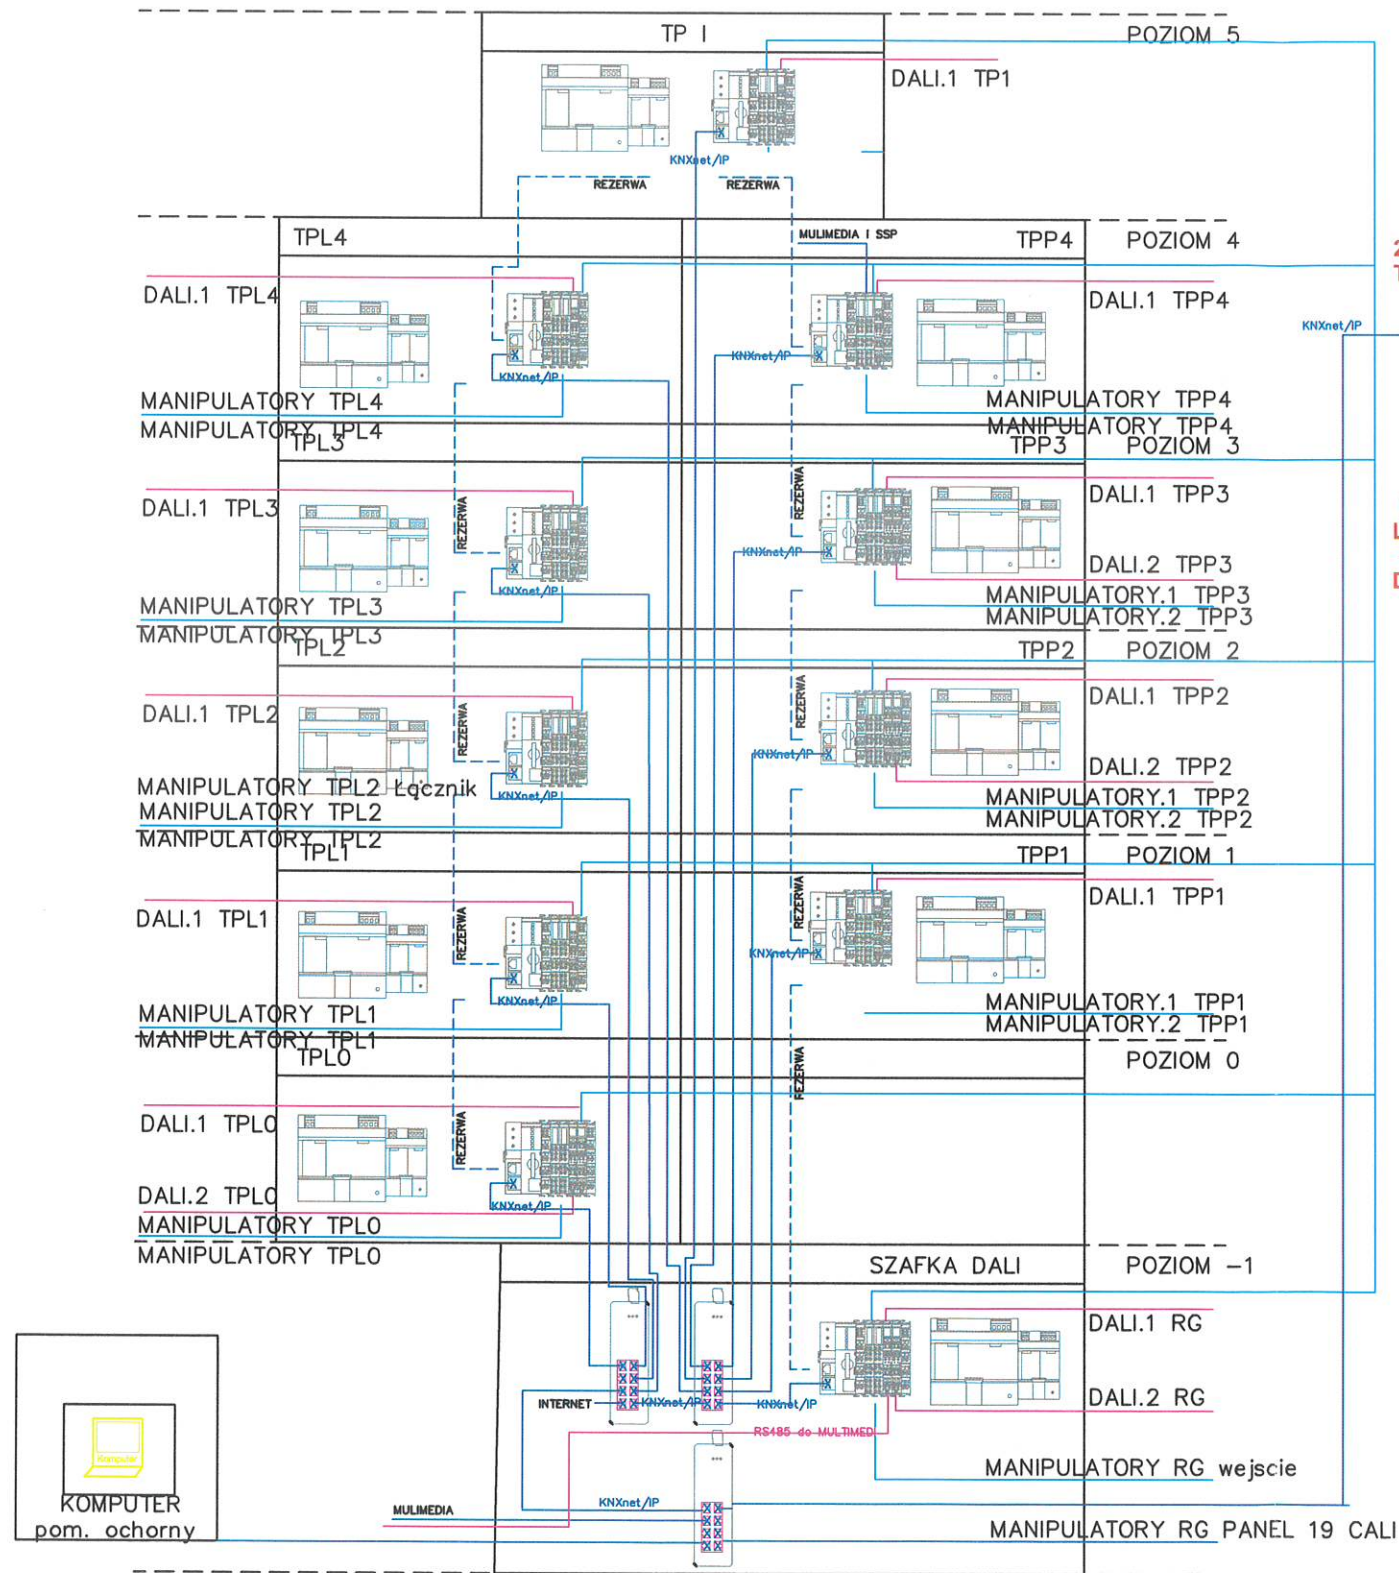 TP I
POZIOM 5
DALI.1 TP1
KNXnet/IP
REZERWA
REZERWA
TPL4
MULIMEDIA I SSP
TPP4
POZIOM 4
DALI.1 TPL4
DALI.1 TPP4
KNXnet/IP
KNXnet/IP
KNXnet/IP
MANIPULATORY TPL4
MANIPULATORY TPP4
MANIPULATORY TPL4
MANIPULATORY TPP4
TPL3
TPP3
POZIOM 3
REZERWA
REZERWA
DALI.1 TPL3
DALI.1 TPP3
KNXnet/IP
DALI.2 TPP3
KNXnet/IP
MANIPULATORY TPL3
MANIPULATORY.1 TPP3
MANIPULATORY.2 TPP3
MANIPULATORY TPL3
TPL2
TPP2
POZIOM 2
REZERWA
REZERWA
DALI.1 TPL2
DALI.1 TPP2
KNXnet/IP
DALI.2 TPP2
MANIPULATORY TPL2 Łącznik
KNXnet/IP
MANIPULATORY.1 TPP2
MANIPULATORY TPL2
MANIPULATORY.2 TPP2
MANIPULATORY TPL2
TPL1
TPP1
POZIOM 1
REZERWA
REZERWA
DALI.1 TPL1
DALI.1 TPP1
KNXnet/IP
KNXnet/IP
MANIPULATORY TPL1
MANIPULATORY.1 TPP1
MANIPULATORY.2 TPP1
MANIPULATORY TPL1
TPL0
POZIOM 0
REZERWA
REZERWA
DALI.1 TPL0
DALI.2 TPL0
KNXnet/IP
MANIPULATORY TPL0
MANIPULATORY TPL0
SZAFKA DALI
POZIOM -1
DALI.1 RG
DALI.2 RG
INTERNET
KNXnet/IP
KNXnet/IP
RS485 do MULTIMED
MANIPULATORY RG wejscie
Komputer
KOMPUTER
pom. ochorny
KNXnet/IP
MULIMEDIA
MANIPULATORY RG PANEL 19 CALI